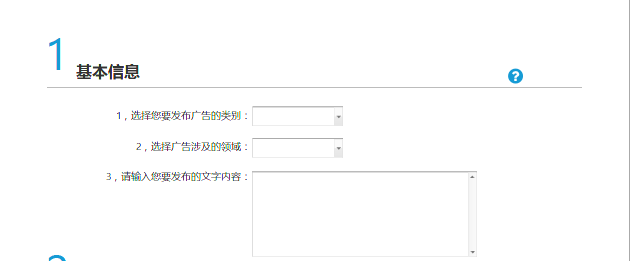 1
基本信息
1，选择您要发布广告的类别：
2，选择广告涉及的领域：
3，请输入您要发布的文字内容：